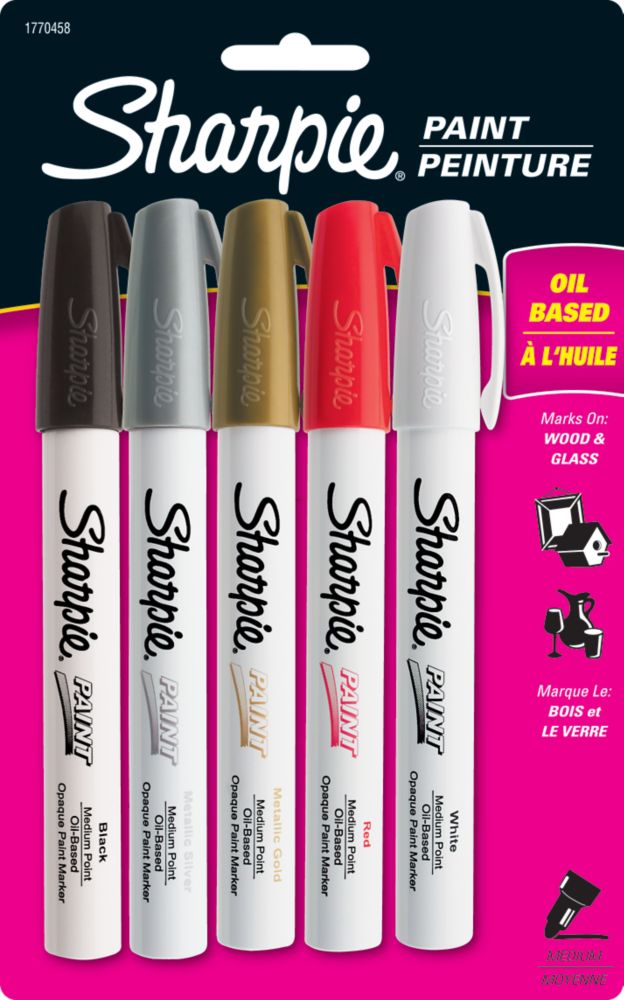 1770458
Sharpie®
PAINT
PEINTURE
OIL
BASED
À L'HUILE
Marks On:
WOOD &
GLASS
Marque Le:
BOIS et
LE VERRE
MEDIUM
MOYENNE
Sharpie
Sharpie®
PAINT
Black
Medium Point
Oil-Based
Opaque Paint Marker
Sharpie
Sharpie®
PAINT
Metallic Silver
Medium Point
Oil-Based
Opaque Paint Marker
Sharpie
Sharpie®
PAINT
Metallic Gold
Medium Point
Oil-Based
Opaque Paint Marker
Sharpie
Sharpie®
PAINT
Red
Medium Point
Oil-Based
Opaque Paint Marker
Sharpie
Sharpie®
PAINT
White
Medium Point
Oil-Based
Opaque Paint Marker